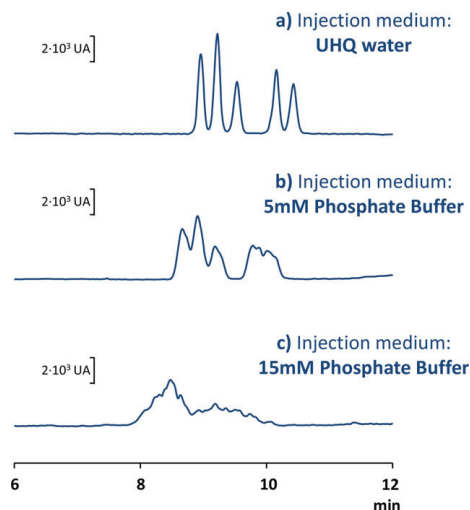 a) Injection medium:
UHQ water
2·10³ UA
b) Injection medium:
5mM Phosphate Buffer
2·10³ UA
c) Injection medium:
15mM Phosphate Buffer
2·10³ UA
6 8 10 12
min